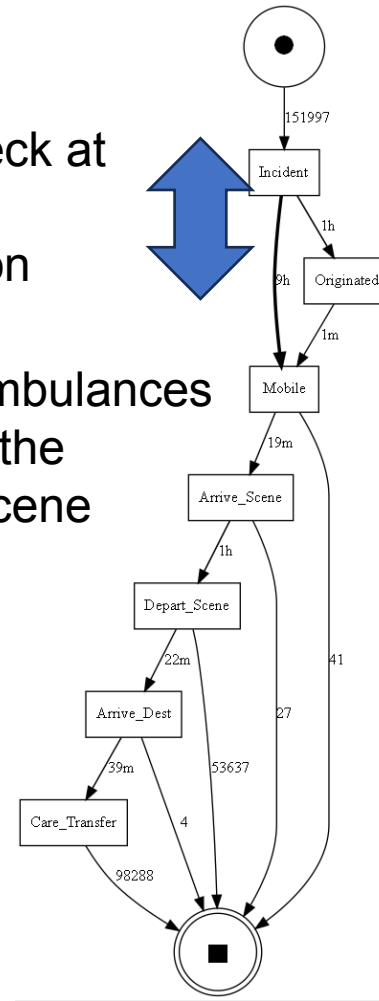 151997
eck at
Incident
1h
on
9h
Originated
1m
mbulances
Mobile
the
19m
cene
Arrive_Scene
1h
Depart_Scene
22m
41
Arrive_Dest
27
39m
53637
Care_Transfer
4
98288